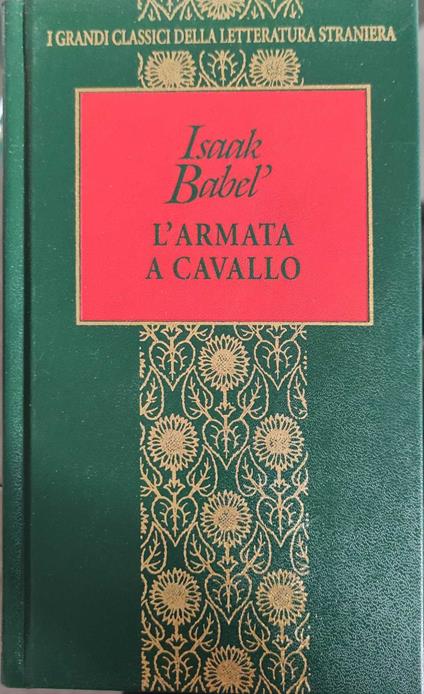 I GRANDI CLASSICI DELLA LETTERATURA STRANIERA
Isaak
Babel'
L'ARMATA
A CAVALLO